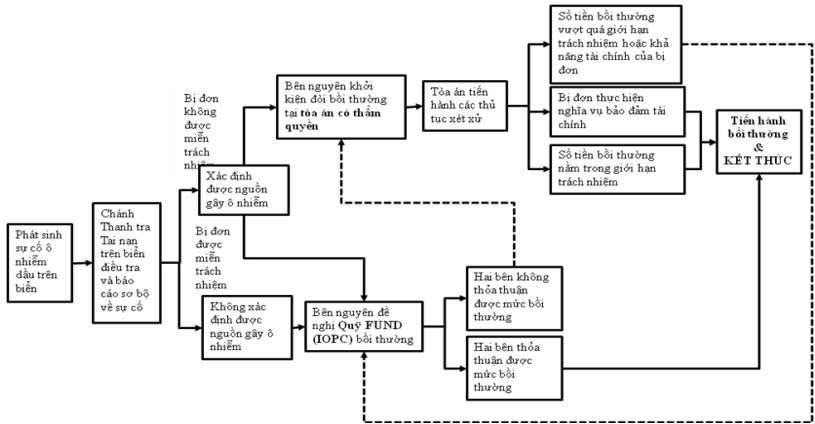 Phát sinh
sự cố ô
nhiễm
dầu trên
biển
Chánh
Thanh tra
Tai nạn
trên biển
điều tra
và báo
cáo sơ bộ
về sự cố
Bị đơn
không
được
miễn
trách
nhiệm
Xác định
được nguồn
gây ô nhiễm
Bị đơn
được
miễn
trách
nhiệm
Không xác
định được
nguồn gây ô
nhiễm
Bên nguyên khởi
kiện đòi bồi thường
tại tòa án có thẩm
quyền
Bên nguyên đề
nghị Quỹ FUND
(IOPC) bồi thường
Tòa án tiến
hành các thủ
tục xét xử
Hai bên không
thỏa thuận
được mức bồi
thường
Hai bên thỏa
thuận được
mức bồi
thường
Số tiền bồi thường
vượt quá giới hạn
trách nhiệm hoặc khả
năng tài chính của bị
đơn
Bị đơn thực hiện
nghĩa vụ bảo đảm tài
chính
Số tiền bồi thường
nằm trong giới hạn
trách nhiệm
Tiến hành
bồi thường
&
KẾT THÚC